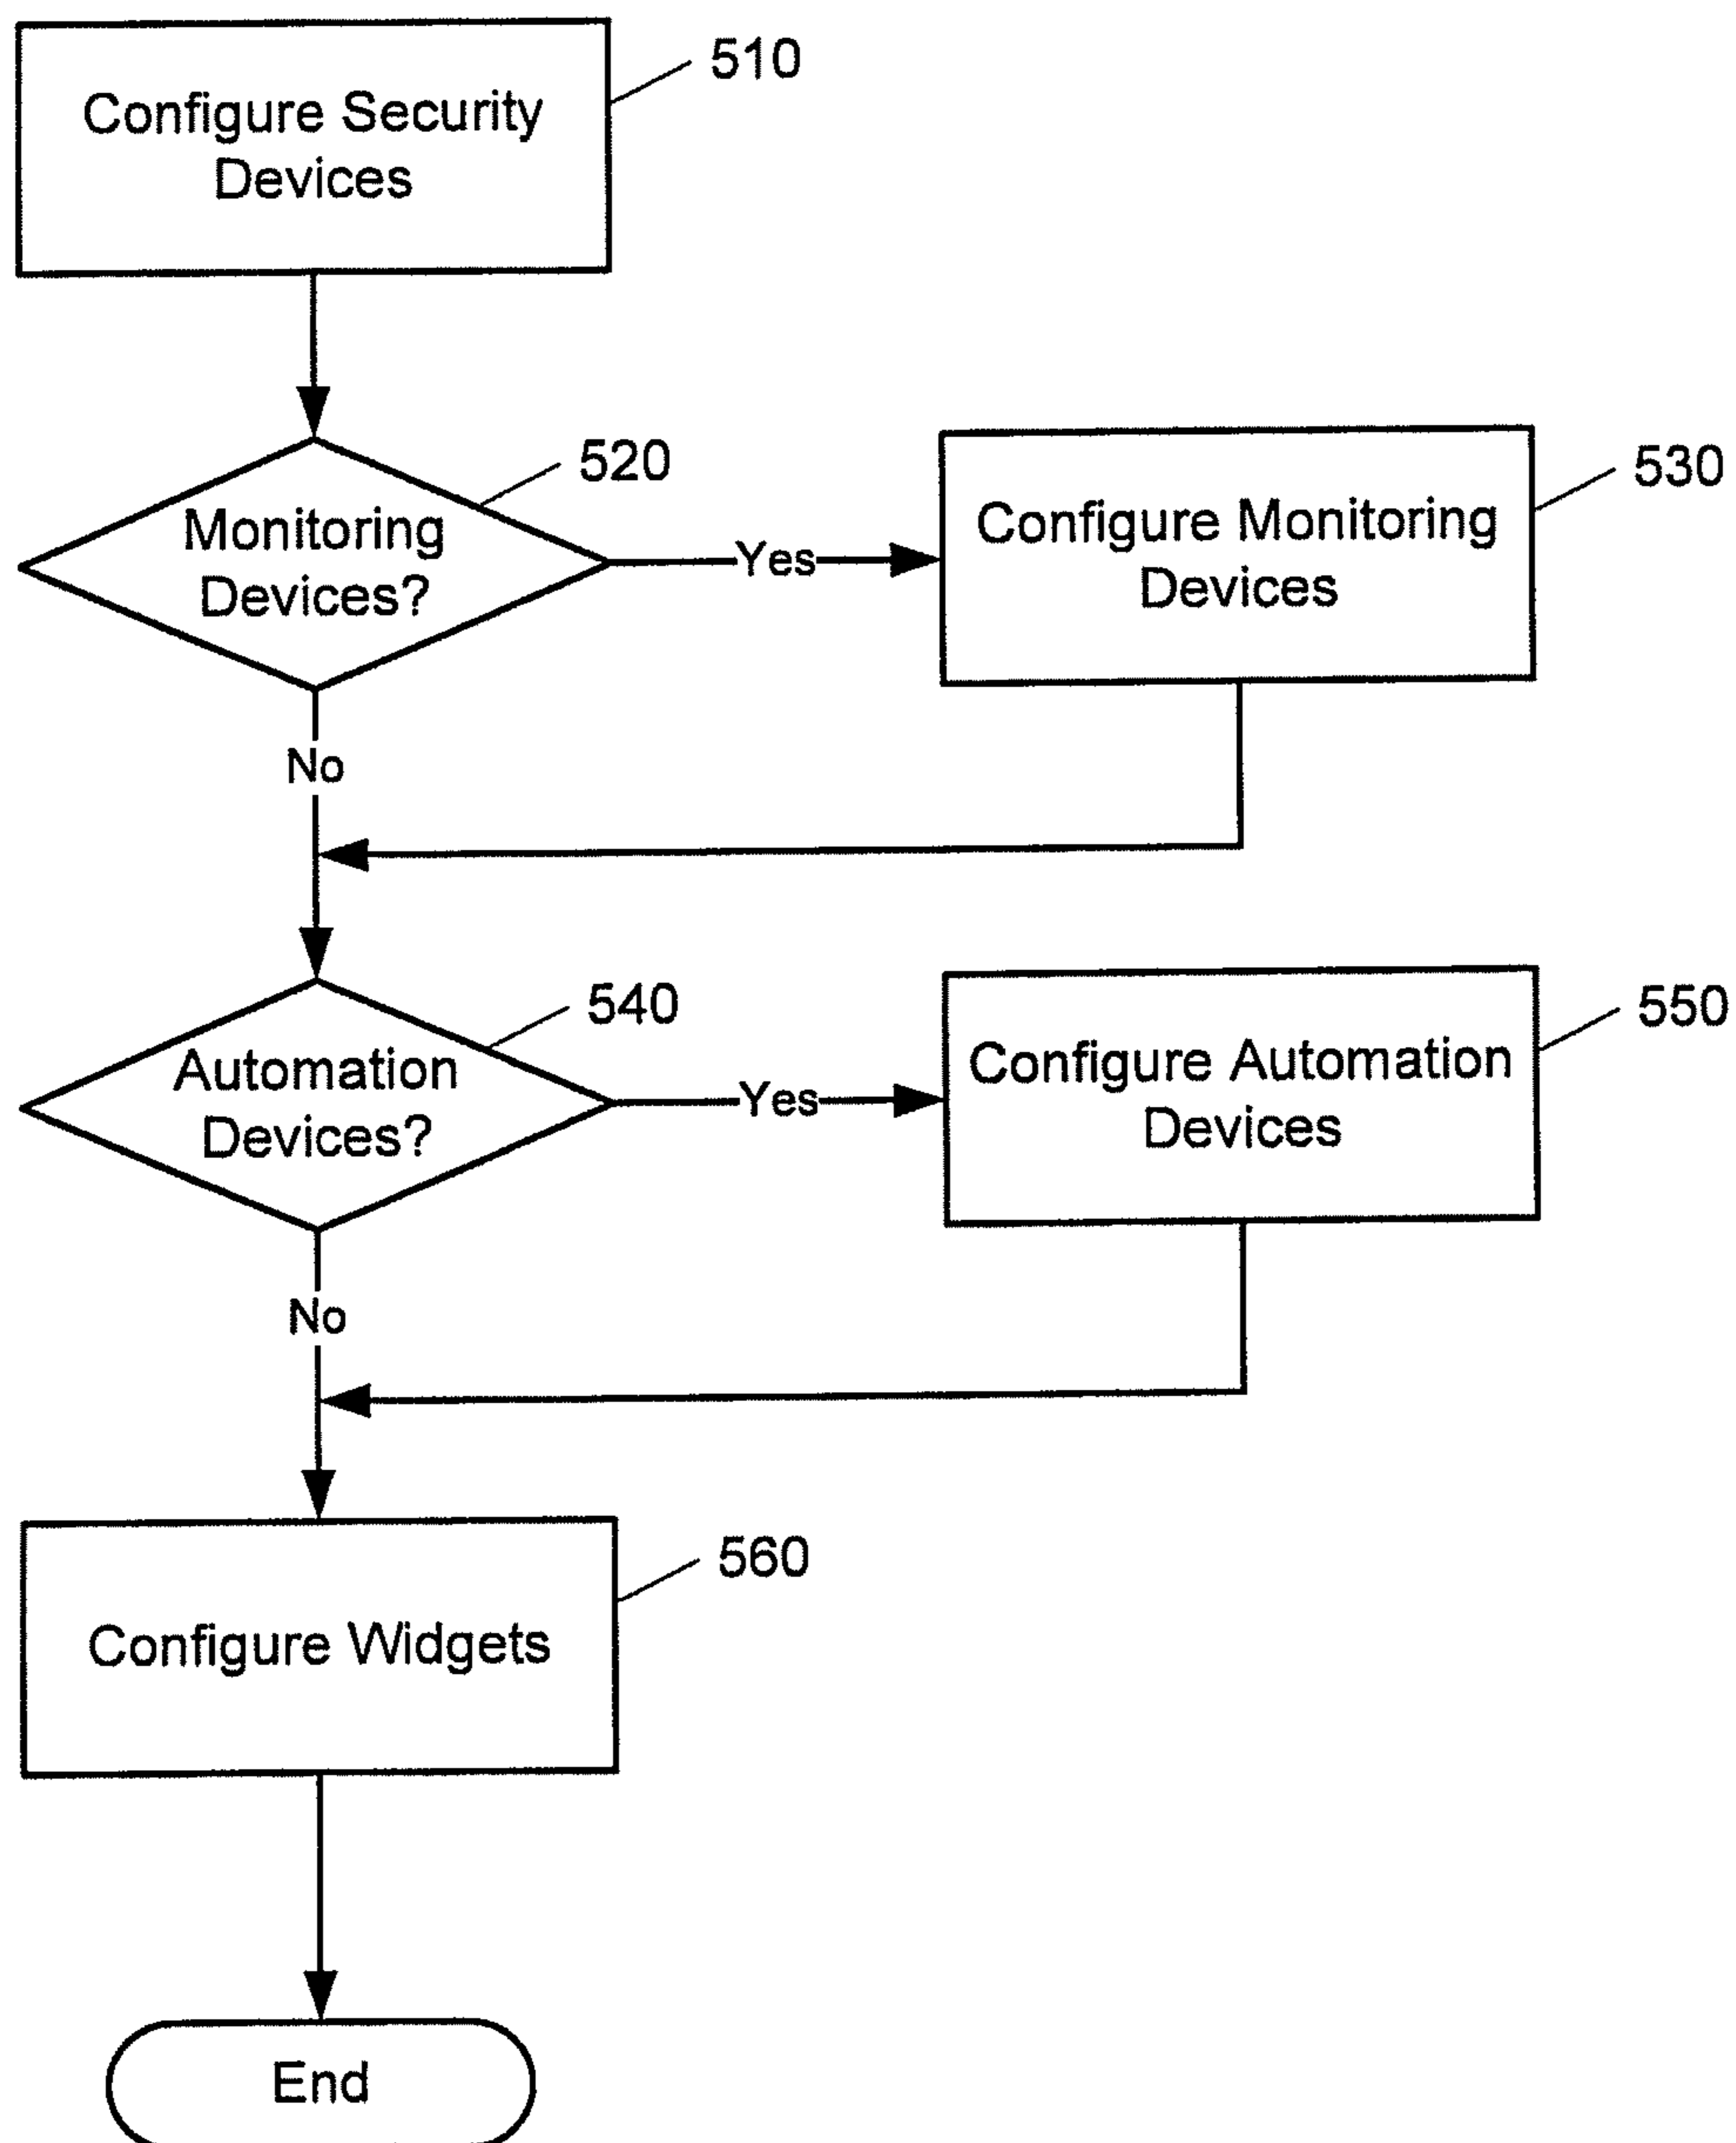 510
Configure Security
Devices
520
Monitoring
Devices?
Yes
530
Configure Monitoring
Devices
No
540
Automation
Devices?
Yes
550
Configure Automation
Devices
No
560
Configure Widgets
End